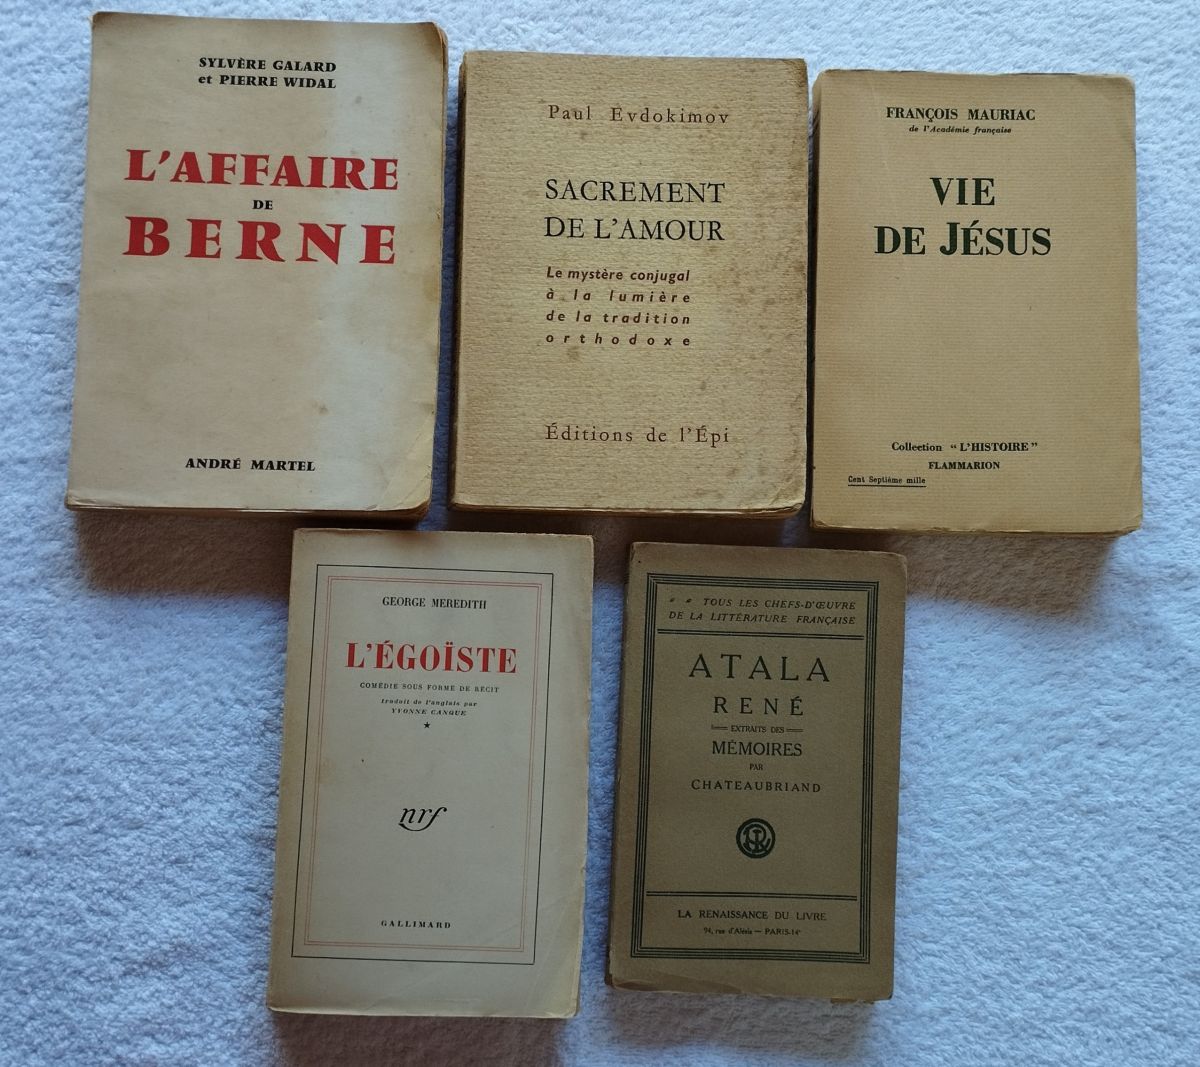 SYLVÈRE GALARD
et PIERRE WIDAL
L'AFFAIRE
DE
BERNE
ANDRÉ MARTEL
Paul Evdokimov
SACREMENT
DE L'AMOUR
Le mystère conjugal
à la lumière
de la tradition
orthodoxe
Éditions de l'Épi
FRANÇOIS MAURIAC
de l'Académie française
VIE
DE JÉSUS
Collection "L'HISTOIRE"
FLAMMARION
Cent Septième mille
GEORGE MEREDITH
L'ÉGOÏSTE
COMÉDIE SOUS FORME DE RÉCIT
traduit de l'anglais par
YVONNE CANQUE
★
nrf
GALLIMARD
TOUS LES CHEFS-D'ŒUVRE
DE LA LITTÉRATURE FRANÇAISE
ATALA
RENÉ
EXTRAITS DES
MÉMOIRES
PAR
CHATEAUBRIAND
LA RENAISSANCE DU LIVRE
94, rue d'Alésia — PARIS-14e